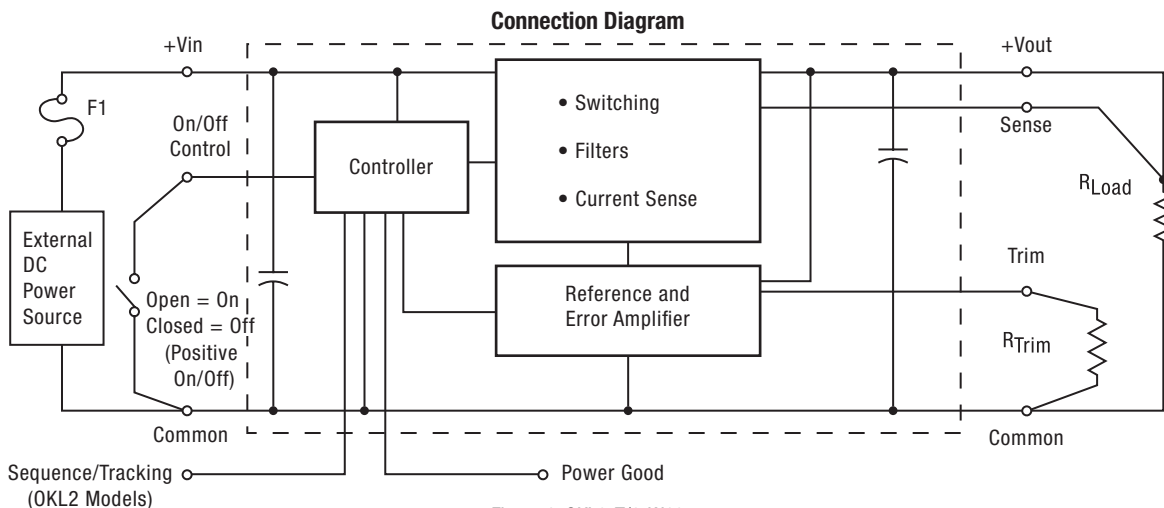 Connection Diagram
+Vin
+Vout
F1
On/Off
Control
• Switching
• Filters
• Current Sense
Controller
Sense
RLoad
External
DC
Power
Source
Open = On
Closed = Off
(Positive
On/Off)
Reference and
Error Amplifier
Trim
RTrim
Common
Common
Sequence/Tracking
(OKL2 Models)
Power Good